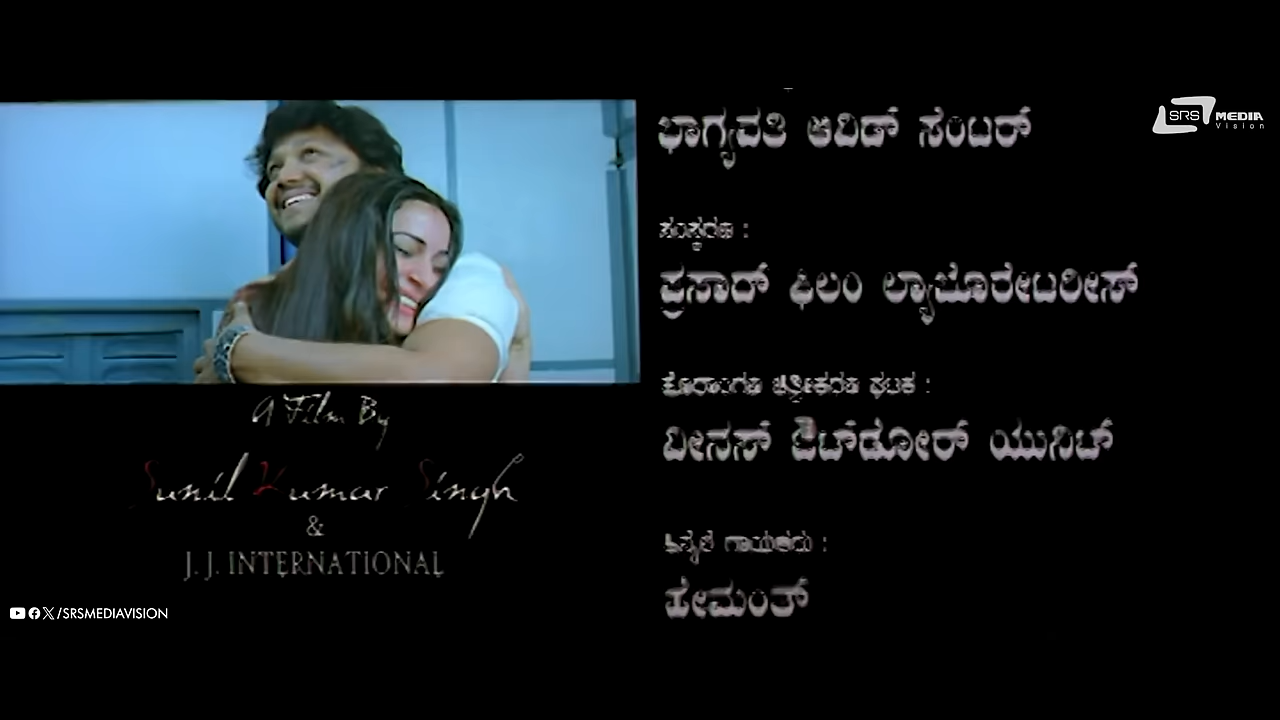 ಭಾಗ್ಯವತಿ ಆವಿಡ್ ಸೆಂಟರ್
SRS MEDIA
Vision
ಸಂಸ್ಕರಣ :
ಪ್ರಸಾದ್ ಫಿಲಂ ಲ್ಯಾಬೊರೇಟರೀಸ್
ಹೊರಾಂಗಣ ಚಿತ್ರೀಕರಣ ಘಟಕ :
ವೀನಸ್ ಔಟ್‌ಡೋರ್ ಯುನಿಟ್
ಹಿನ್ನೆಲೆ ಗಾಯಕರು :
ಹೇಮಂತ್
A Film By
Sunil Kumar Singh
&
J. J. INTERNATIONAL
/SRSMEDIAVISION